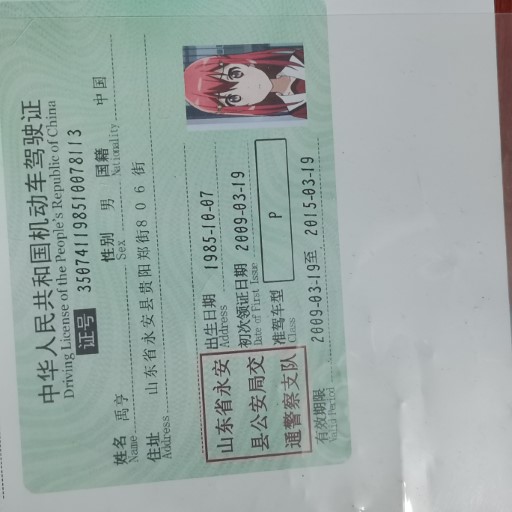 中华人民共和国机动车驾驶证
Driving License of the People's Republic of China
证号 350741198510078113
姓名 禹亨 性别 男 国籍 中国
Name Sex Nationality
住址 山东省永安县贵阳郑街806街
Address
出生日期 1985-10-07
Address
初次领证日期 2009-03-19
Date of First Issue
准驾车型 P
Class
山东省永安
县公安局交
通警察支队
有效期限 2009-03-19至 2015-03-19
Valid Period